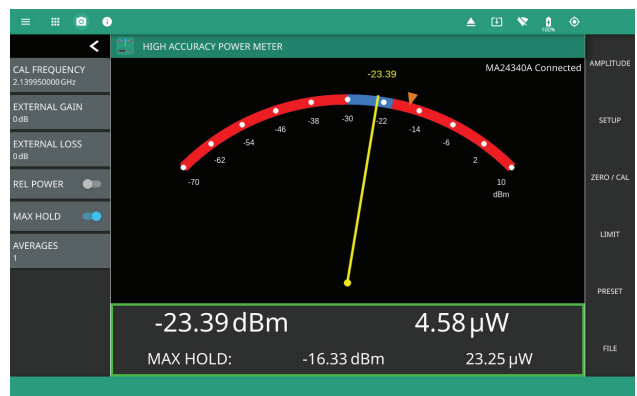 100%
HIGH ACCURACY POWER METER
MA24340A Connected
CAL FREQUENCY
2.139950000 GHz
EXTERNAL GAIN
0 dB
EXTERNAL LOSS
0 dB
REL POWER
MAX HOLD
AVERAGES
1
-23.39
-70
-62
-54
-46
-38
-30
-22
-14
-6
2
10
dBm
-23.39 dBm
4.58 µW
MAX HOLD:
-16.33 dBm
23.25 µW
AMPLITUDE
SETUP
ZERO / CAL
LIMIT
PRESET
FILE